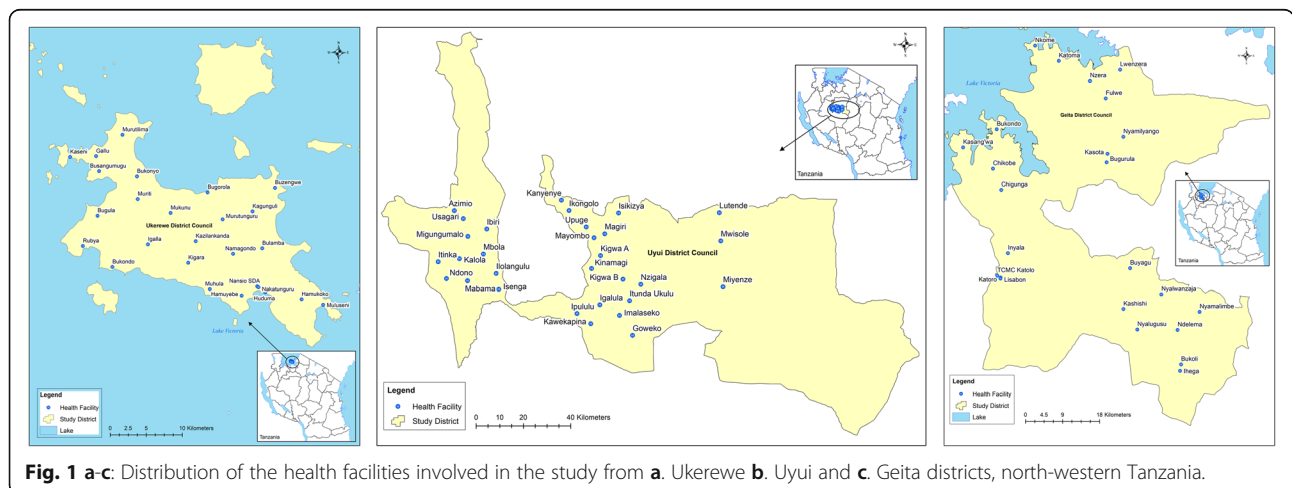 N
Murutilima
Kaseni
Gallu
Busangumugu
Bukonyo
Bugorola
Buzengwe
Muriti
Mukunu
Kagunguli
Bugula
Murutunguru
Ukerewe District Council
Rubya
Igalla
Kazilankanda
Bulamba
Namagondo
Bukondo
Kigara
Nansio SDA
Muhula
Nakatunguru
Hamuyebe
Huduma
Hamukoko
Muluseni
Lake Victoria
Legend
Health Facility
Study District
Lake
0 2.5 5 10 Kilometers
Tanzania
N
Tanzania
Kanyenye
Azimio
Ikongolo
Isikizya
Lutende
Usagari
Ibiri
Upuge
Magiri
Migungumalo
Mayombo
Mwisole
Mbola
Kigwa A
Uyui District Council
Itinka
Kalola
Kinamagi
Ilolangulu
Ndono
Kigwa B
Nzigala
Miyenze
Mabama
Isenga
Itunda Ukulu
Igalula
Ipululu
Imalaseko
Kawekapina
Goweko
Legend
Health Facility
Study District
0 10 20 40 Kilometers
N
Nkome
Katoma
Lwenzera
Lake Victoria
Nzera
Fulwe
Geita District Council
Bukondo
Nyamilyango
Kasang'wa
Kasota
Chikobe
Bugurula
Chigunga
Tanzania
Inyala
Buyagu
TCMC Katolo
Katoro
Lisabon
Nyalwanzaja
Kashishi
Nyamalimbe
Nyalugusu
Ndelema
Bukoli
Ihega
Legend
Health Facility
Study District
Lake
0 4.5 9 18 Kilometers
Fig. 1 a-c: Distribution of the health facilities involved in the study from a. Ukerewe b. Uyui and c. Geita districts, north-western Tanzania.